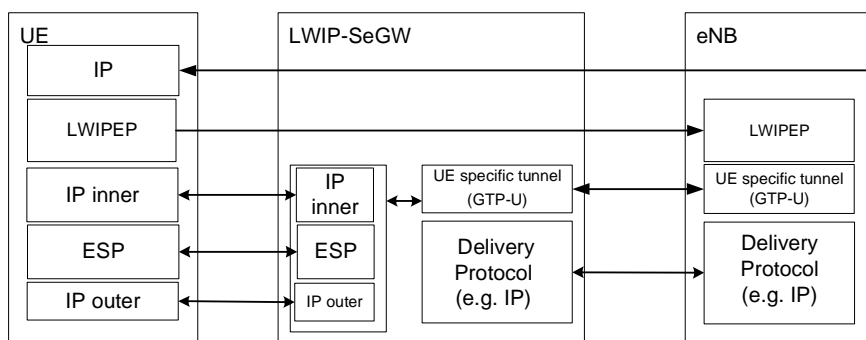 UE
IP
LWIPEP
IP inner
ESP
IP outer
LWIP-SeGW
IP
inner
ESP
IP outer
UE specific tunnel
(GTP-U)
Delivery
Protocol
(e.g. IP)
eNB
LWIPEP
UE specific tunnel
(GTP-U)
Delivery
Protocol
(e.g. IP)